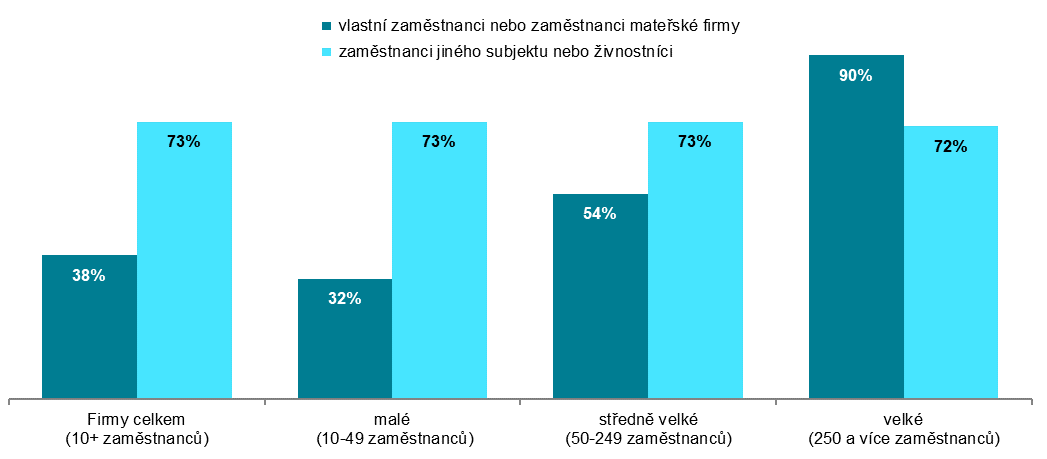 vlastní zaměstnanci nebo zaměstnanci mateřské firmy
zaměstnanci jiného subjektu nebo živnostníci
90%
73%
73%
73%
72%
54%
38%
32%
Firmy celkem
(10+ zaměstnanců)
malé
(10-49 zaměstnanců)
středně velké
(50-249 zaměstnanců)
velké
(250 a více zaměstnanců)